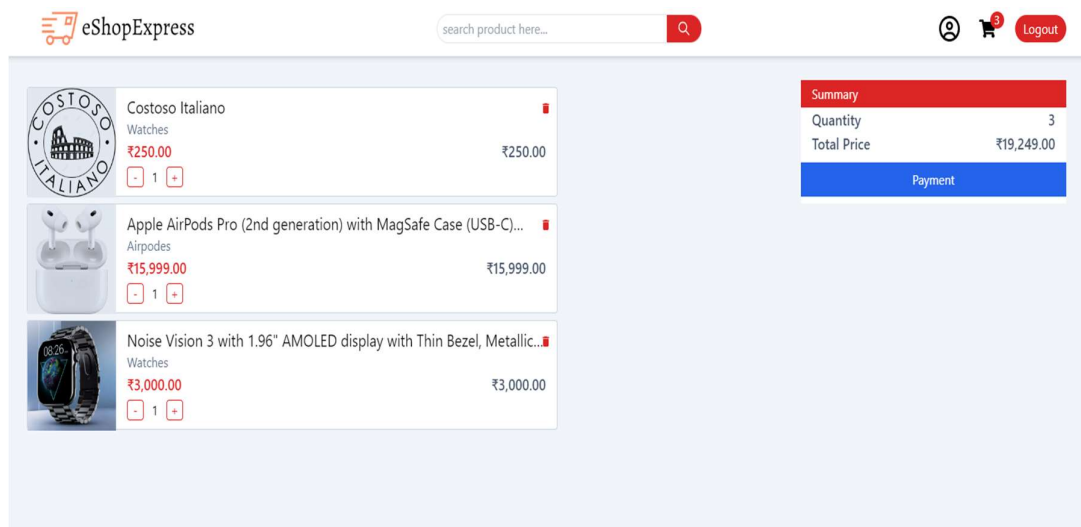 eShopExpress
search product here...
3
Logout
COSTOSO
ITALIANO
Costoso Italiano
Watches
₹250.00
₹250.00
- 1 +
Apple AirPods Pro (2nd generation) with MagSafe Case (USB-C)...
Airpodes
₹15,999.00
₹15,999.00
- 1 +
08:26
Noise Vision 3 with 1.96" AMOLED display with Thin Bezel, Metallic...
Watches
₹3,000.00
₹3,000.00
- 1 +
Summary
Quantity 3
Total Price ₹19,249.00
Payment